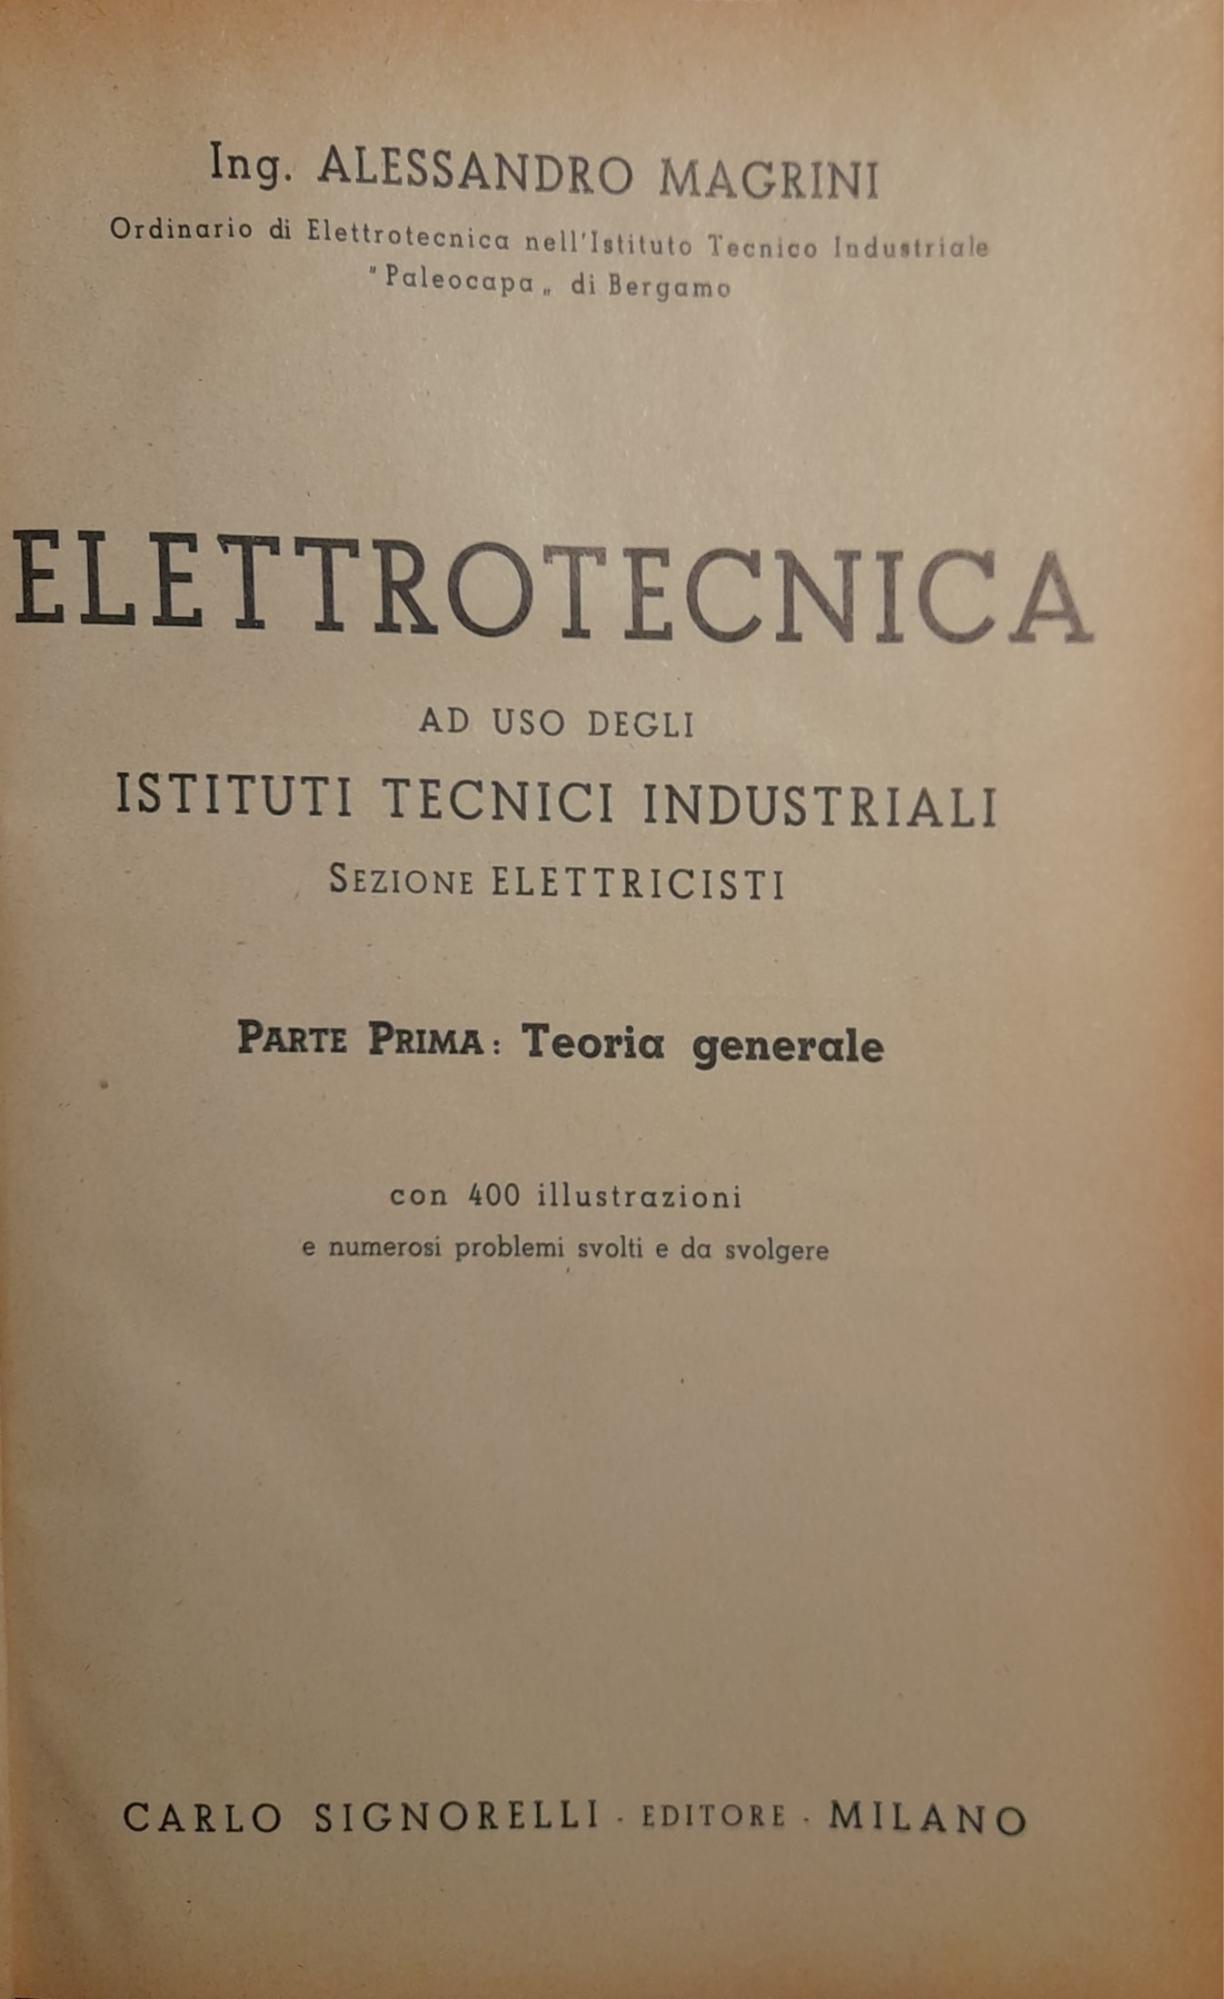 Ing. ALESSANDRO MAGRINI
Ordinario di Elettrotecnica nell'Istituto Tecnico Industriale
"Paleocapa„ di Bergamo
ELETTROTECNICA
AD USO DEGLI
ISTITUTI TECNICI INDUSTRIALI
SEZIONE ELETTRICISTI
PARTE PRIMA: Teoria generale
con 400 illustrazioni
e numerosi problemi svolti e da svolgere
CARLO SIGNORELLI · EDITORE · MILANO